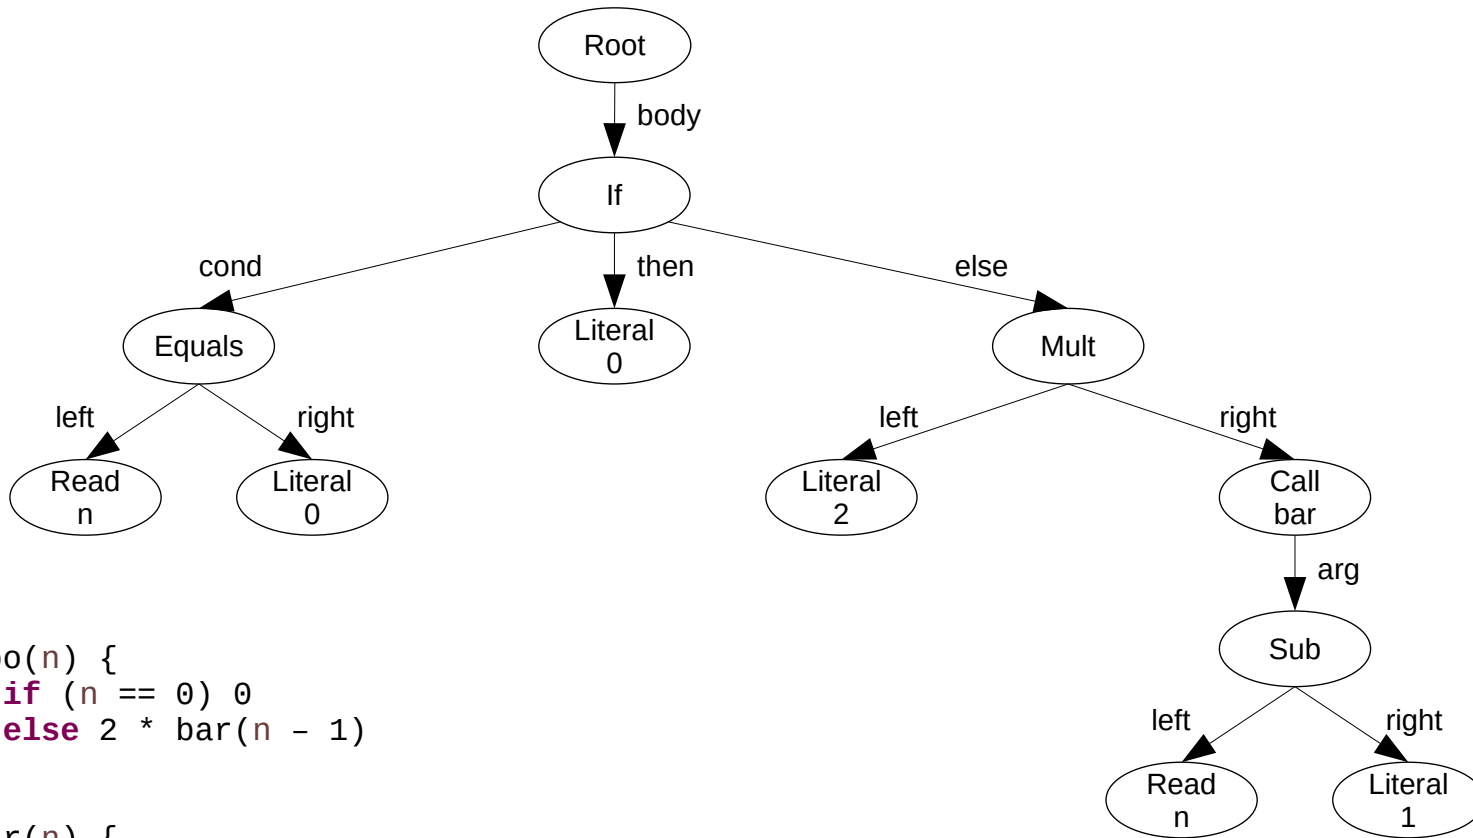 Root
body
If
cond
then
else
Equals
Literal
0
Mult
left
right
left
right
Read
n
Literal
0
Literal
2
Call
bar
arg
Sub
left
right
Read
n
Literal
1
o(n) {
if (n == 0) 0
else 2 * bar(n – 1)
r(n) {